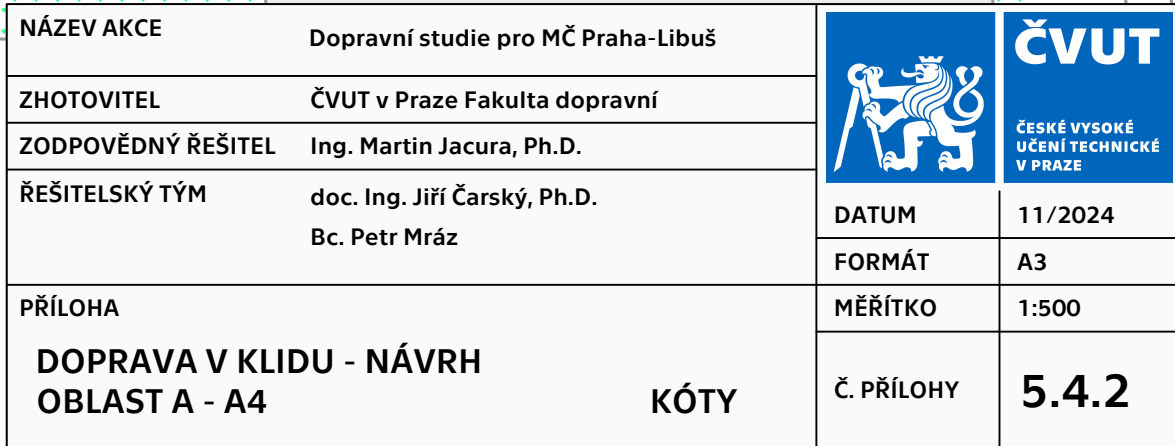 NÁZEV AKCE Dopravní studie pro MČ Praha-Libuš
ZHOTOVITEL ČVUT v Praze Fakulta dopravní
ZODPOVĚDNÝ ŘEŠITEL Ing. Martin Jacura, Ph.D.
ŘEŠITELSKÝ TÝM doc. Ing. Jiří Čarský, Ph.D.
Bc. Petr Mráz
PŘÍLOHA
DOPRAVA V KLIDU - NÁVRH
OBLAST A - A4 KÓTY
ČVUT
ČESKÉ VYSOKÉ
UČENÍ TECHNICKÉ
V PRAZE
DATUM 11/2024
FORMÁT A3
MĚŘÍTKO 1:500
Č. PŘÍLOHY 5.4.2